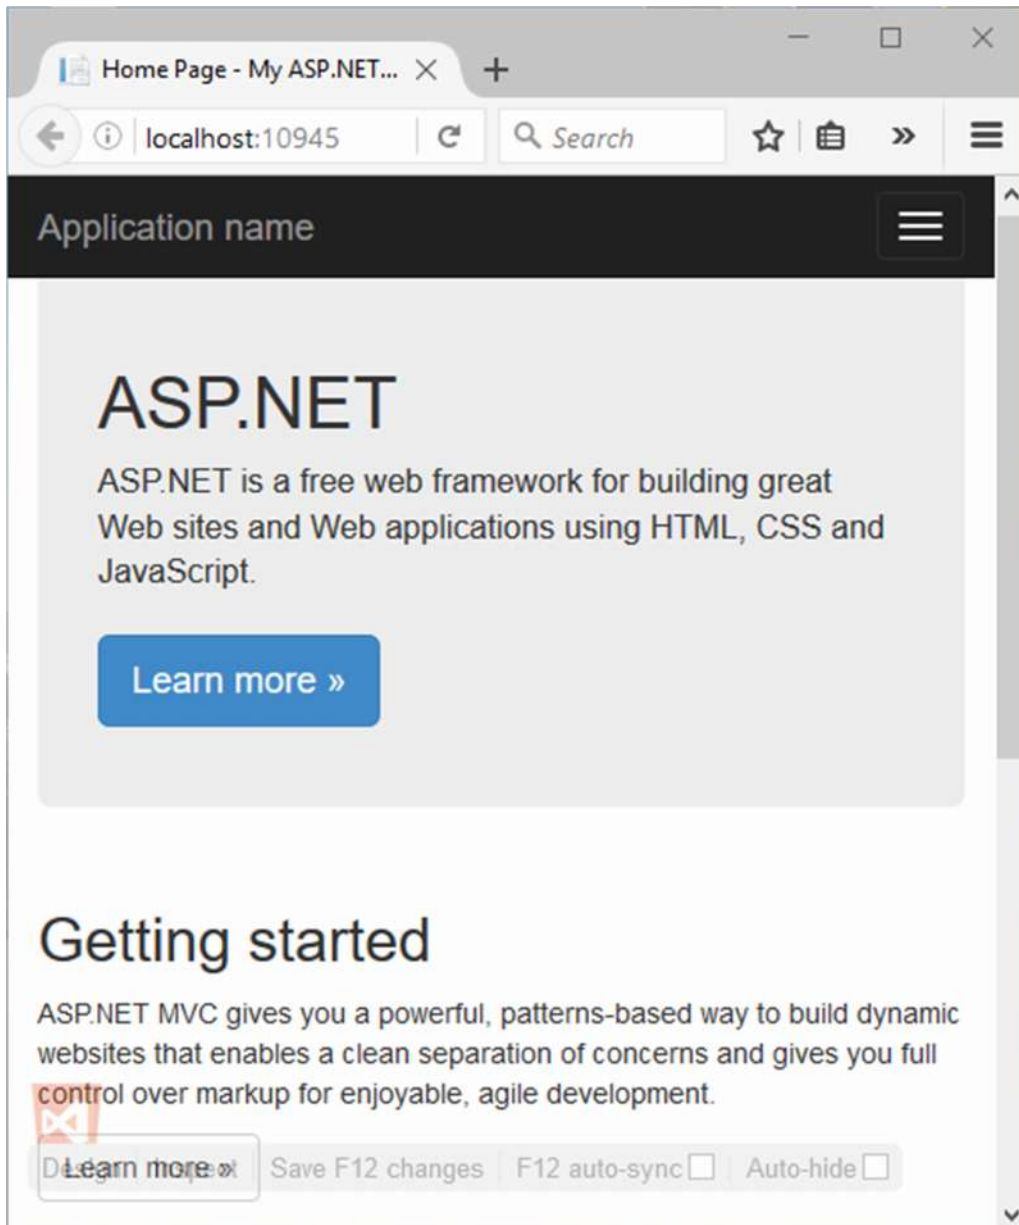 Home Page - My ASP.NET...
localhost:10945
Search
Application name
ASP.NET
ASP.NET is a free web framework for building great
Web sites and Web applications using HTML, CSS and
JavaScript.
Learn more »
Getting started
ASP.NET MVC gives you a powerful, patterns-based way to build dynamic
websites that enables a clean separation of concerns and gives you full
control over markup for enjoyable, agile development.
Learn more »
Save F12 changes F12 auto-sync Auto-hide